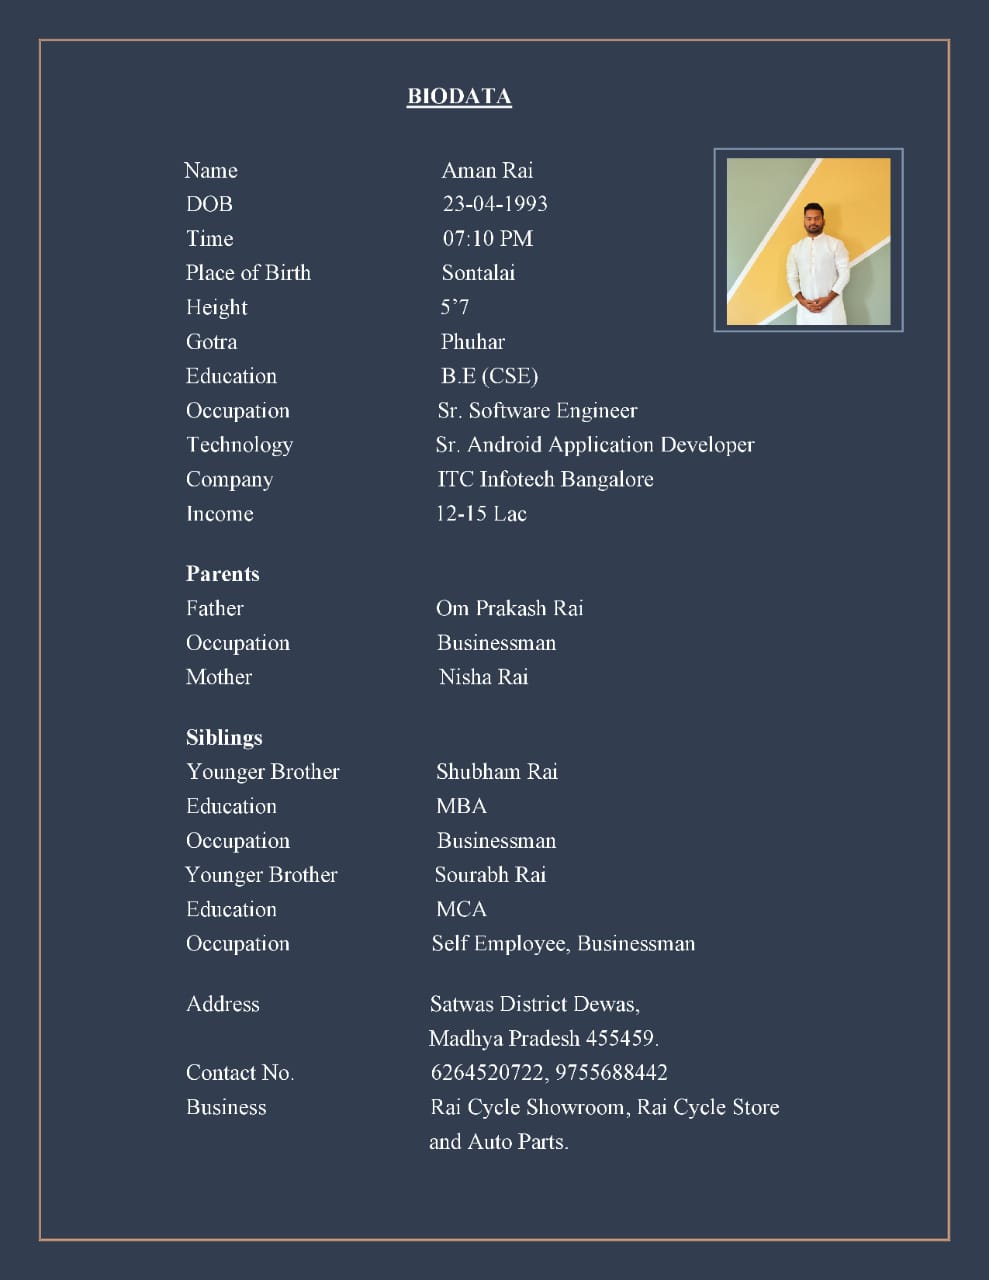 BIODATA
Name Aman Rai
DOB 23-04-1993
Time 07:10 PM
Place of Birth Sontalai
Height 5’7
Gotra Phuhar
Education B.E (CSE)
Occupation Sr. Software Engineer
Technology Sr. Android Application Developer
Company ITC Infotech Bangalore
Income 12-15 Lac
Parents
Father Om Prakash Rai
Occupation Businessman
Mother Nisha Rai
Siblings
Younger Brother Shubham Rai
Education MBA
Occupation Businessman
Younger Brother Sourabh Rai
Education MCA
Occupation Self Employee, Businessman
Address Satwas District Dewas,
Madhya Pradesh 455459.
Contact No. 6264520722, 9755688442
Business Rai Cycle Showroom, Rai Cycle Store
and Auto Parts.